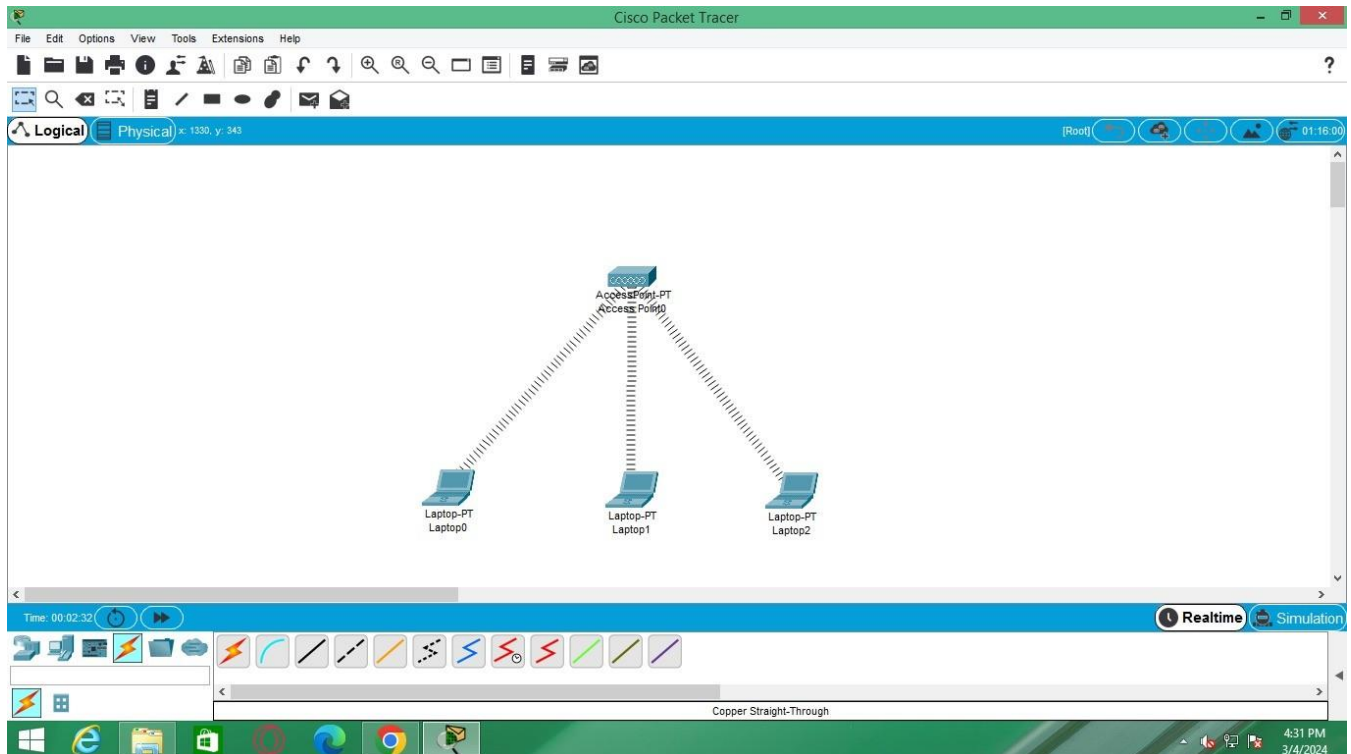 Cisco Packet Tracer
File Edit Options View Tools Extensions Help
?
Logical Physical x: 1330, y: 343 [Root] 01:16:00
AccessPoint-PT
Access Point0
Laptop-PT
Laptop0
Laptop-PT
Laptop1
Laptop-PT
Laptop2
Time: 00:02:32 Realtime Simulation
Copper Straight-Through
4:31 PM
3/4/2024